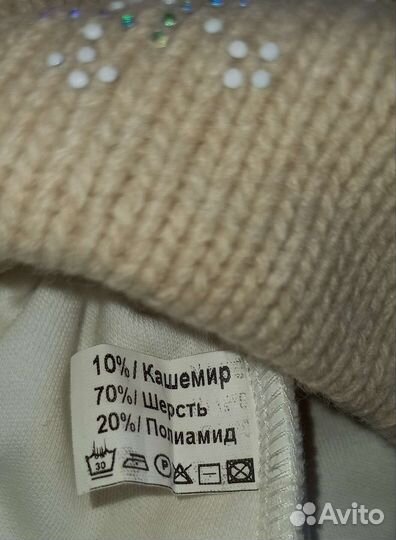 10%/ Кашемир
70%/ Шерсть
20%/ Полиамид
30 P
Avito